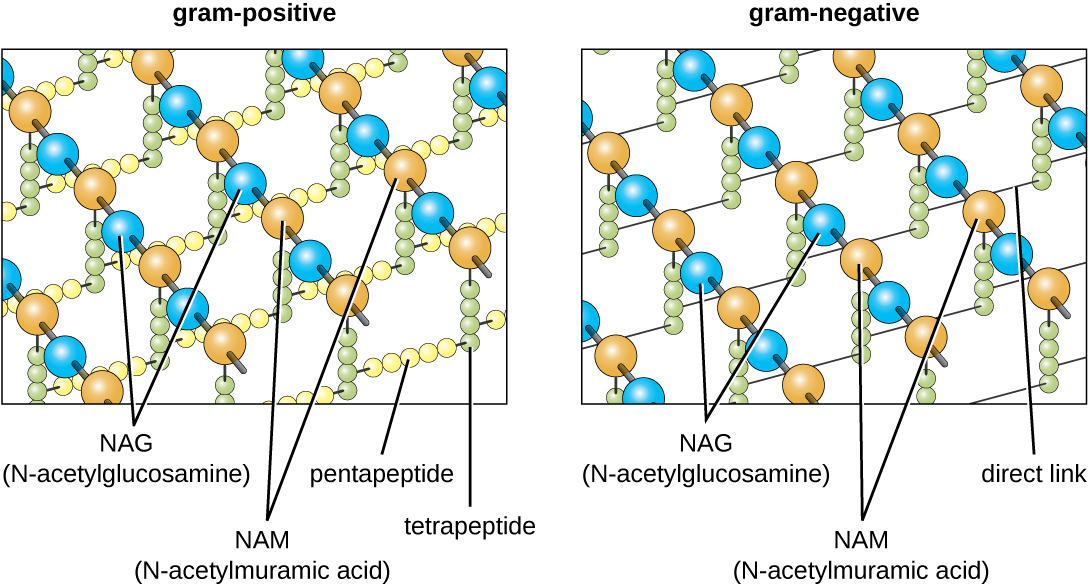 gram-positive
gram-negative
NAG
(N-acetylglucosamine)
pentapeptide
tetrapeptide
NAM
(N-acetylmuramic acid)
NAG
(N-acetylglucosamine)
direct link
NAM
(N-acetylmuramic acid)